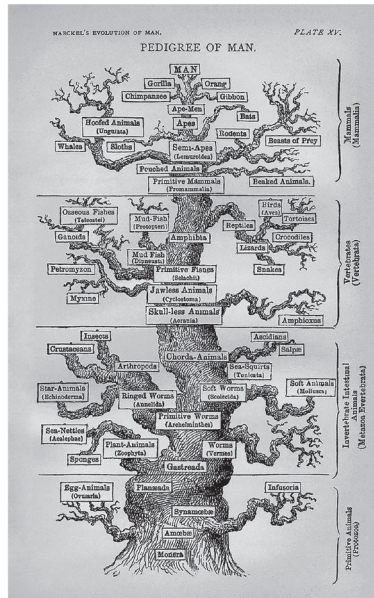 HAECKEL'S EVOLUTION OF MAN.
PLATE XV.
PEDIGREE OF MAN.
MAN
Gorilla
Orang
Chimpanzee
Gibbon
Ape-Men
Bats
Apes
Hoofed Animals
(Ungulata)
Rodents
Whales
Sloths
Semi-Apes
(Lemuroidea)
Beasts of Prey
Pouched Animals
Primitive Mammals
(Promammalia)
Beaked Animals.
Mammals
(Mammalia)
Osseous Fishes
(Teleostei)
Mud-Fish
(Protopteri)
Birds
(Aves)
Tortoises
Reptiles
Ganoids
Amphibia
Crocodiles
Lizards
Mud Fish
(Dipneusta)
Petromyzon
Primitive Fishes
(Selachii)
Snakes
Jawless Animals
(Cyclostoma)
Myxine
Skull-less Animals
(Acrania)
Amphioxus
Vertebrates
(Vertebrata)
Insects
Ascidians
Crustaceans
Chorda-Animals
Salpæ
Arthropods
Sea-Squirts
(Tunicata)
Star-Animals
(Echinoderma)
Ringed Worms
(Annelida)
Soft Worms
(Scolecida)
Soft Animals
(Mollusca)
Primitive Worms
(Archelminthes)
Sea-Nettles
(Acalephae)
Plant-Animals
(Zoophyta)
Worms
(Vermes)
Sponges
Gastreada
Invertebrate Intestinal
Animals
(Metazoa Evertebrata)
Egg-Animals
(Ovularia)
Planæada
Infusoria
Synamœbæ
Amœbæ
Monera
Primitive Animals
(Protozoa)